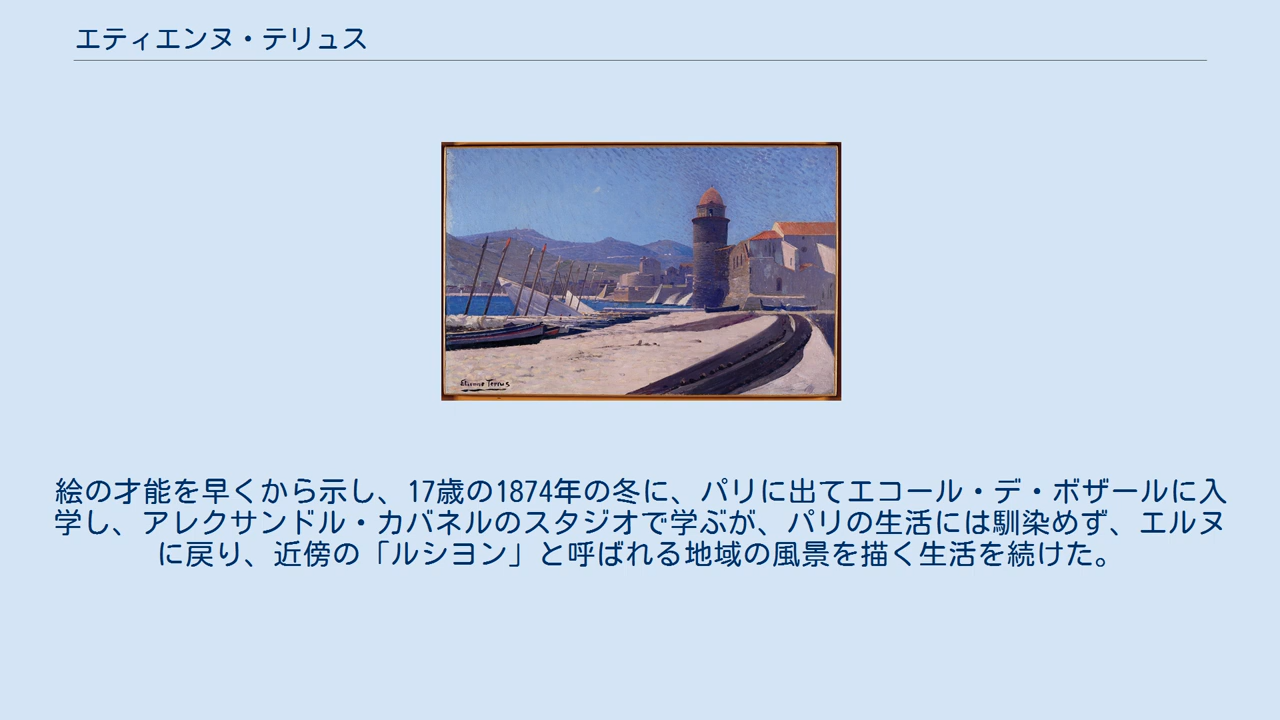 エティエンヌ・テリュス
Etienne Terrus
絵の才能を早くから示し、17歳の1874年の冬に、パリに出てエコール・デ・ボザールに入
学し、アレクサンドル・カバネルのスタジオで学ぶが、パリの生活には馴染めず、エルヌ
に戻り、近傍の「ルシヨン」と呼ばれる地域の風景を描く生活を続けた。